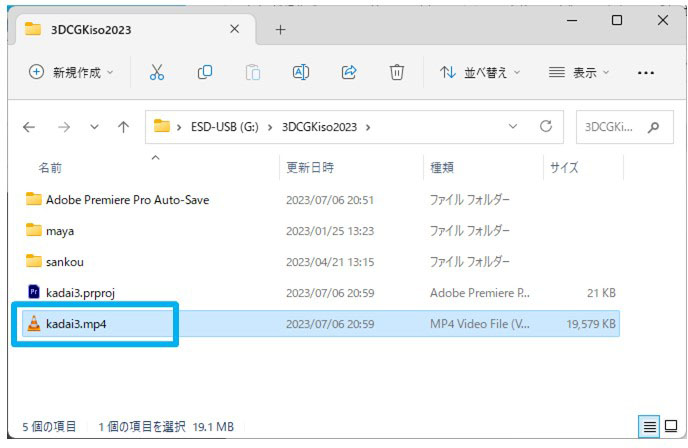 3DCGKiso2023
新規作成
並べ替え
表示
ESD-USB (G:) 3DCGKiso2023
3DCGKi...
名前 更新日時 種類 サイズ
Adobe Premiere Pro Auto-Save 2023/07/06 20:51 ファイル フォルダー
maya 2023/01/25 13:23 ファイル フォルダー
sankou 2023/04/21 13:15 ファイル フォルダー
Pr kadai3.prproj 2023/07/06 20:59 Adobe Premiere P... 21 KB
kadai3.mp4 2023/07/06 20:59 MP4 Video File (V... 19,579 KB
5 個の項目 1 個の項目を選択 19.1 MB